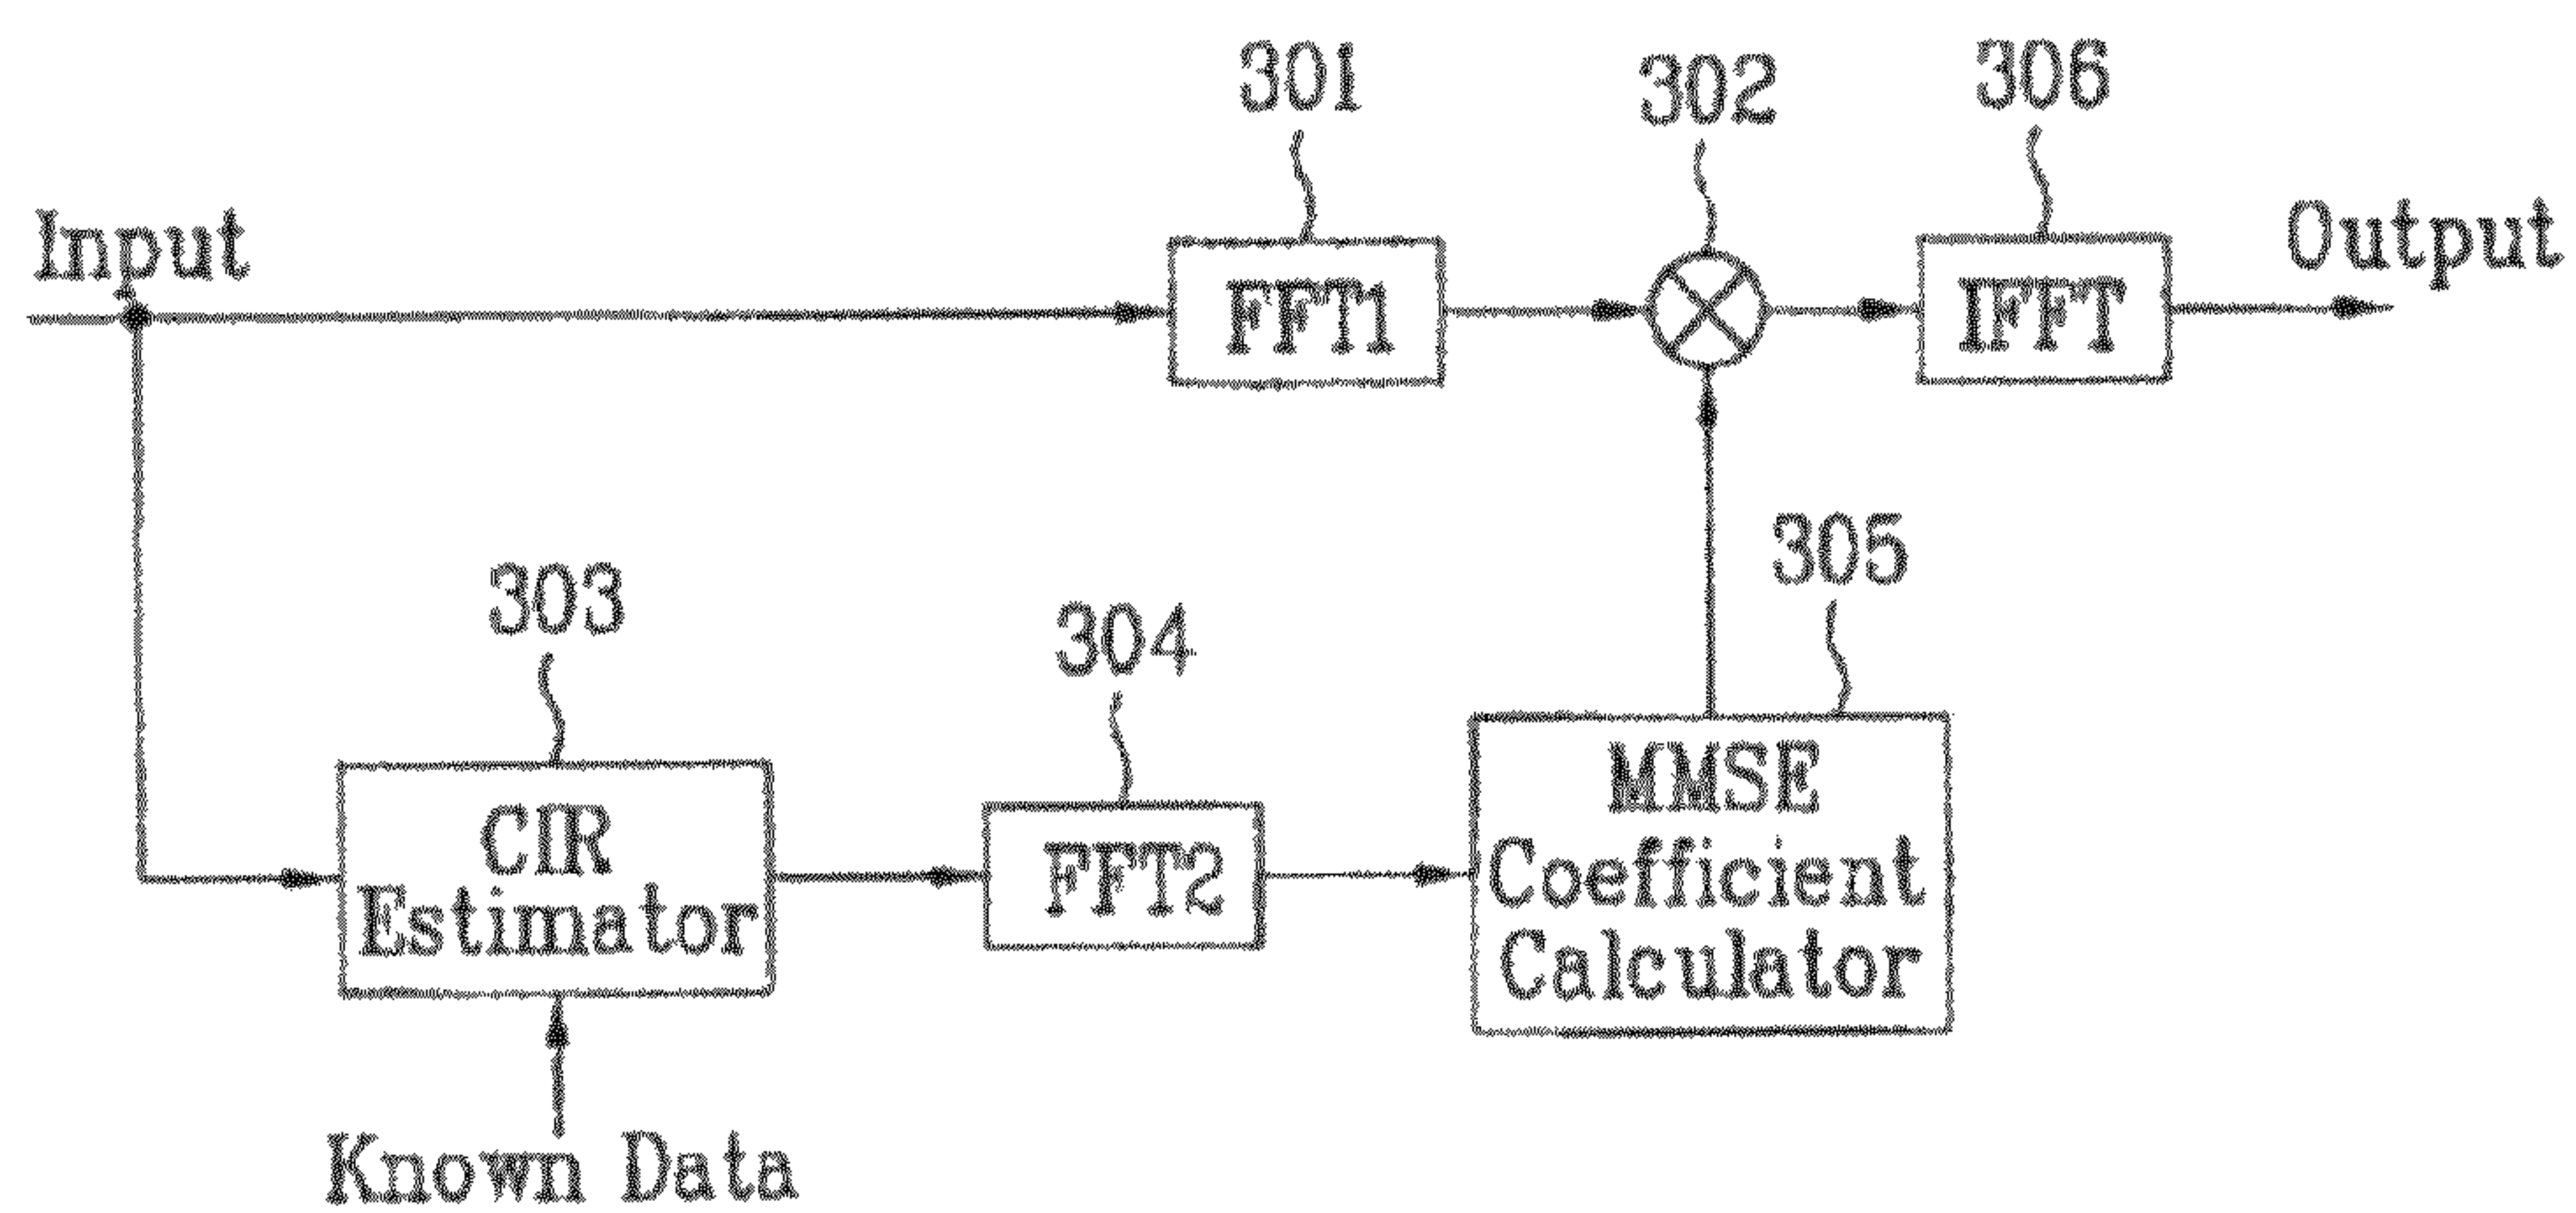 301
302
306
Input
Output
FFT1
IFFT
305
303
304
MMSE
Coefficient
Calculator
CIR
Estimator
FFT2
Known Data